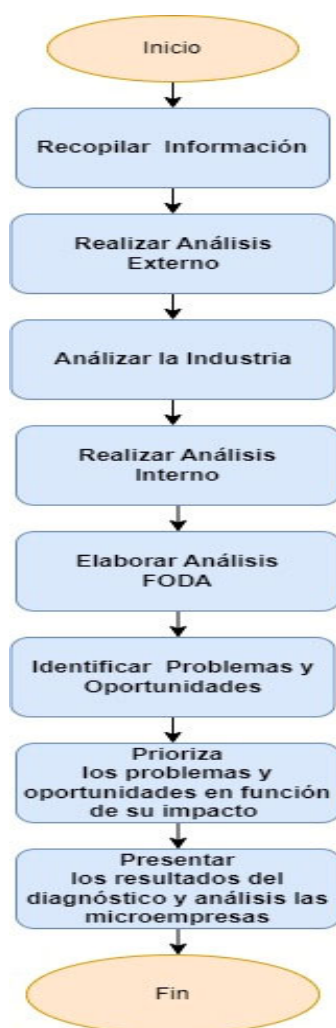 Inicio
Recopilar Información
Realizar Análisis
Externo
Análizar la Industria
Realizar Análisis
Interno
Elaborar Análisis
FODA
Identificar Problemas y
Oportunidades
Prioriza
los problemas y
oportunidades en función
de su impacto
Presentar
los resultados del
diagnóstico y análisis las
microempresas
Fin